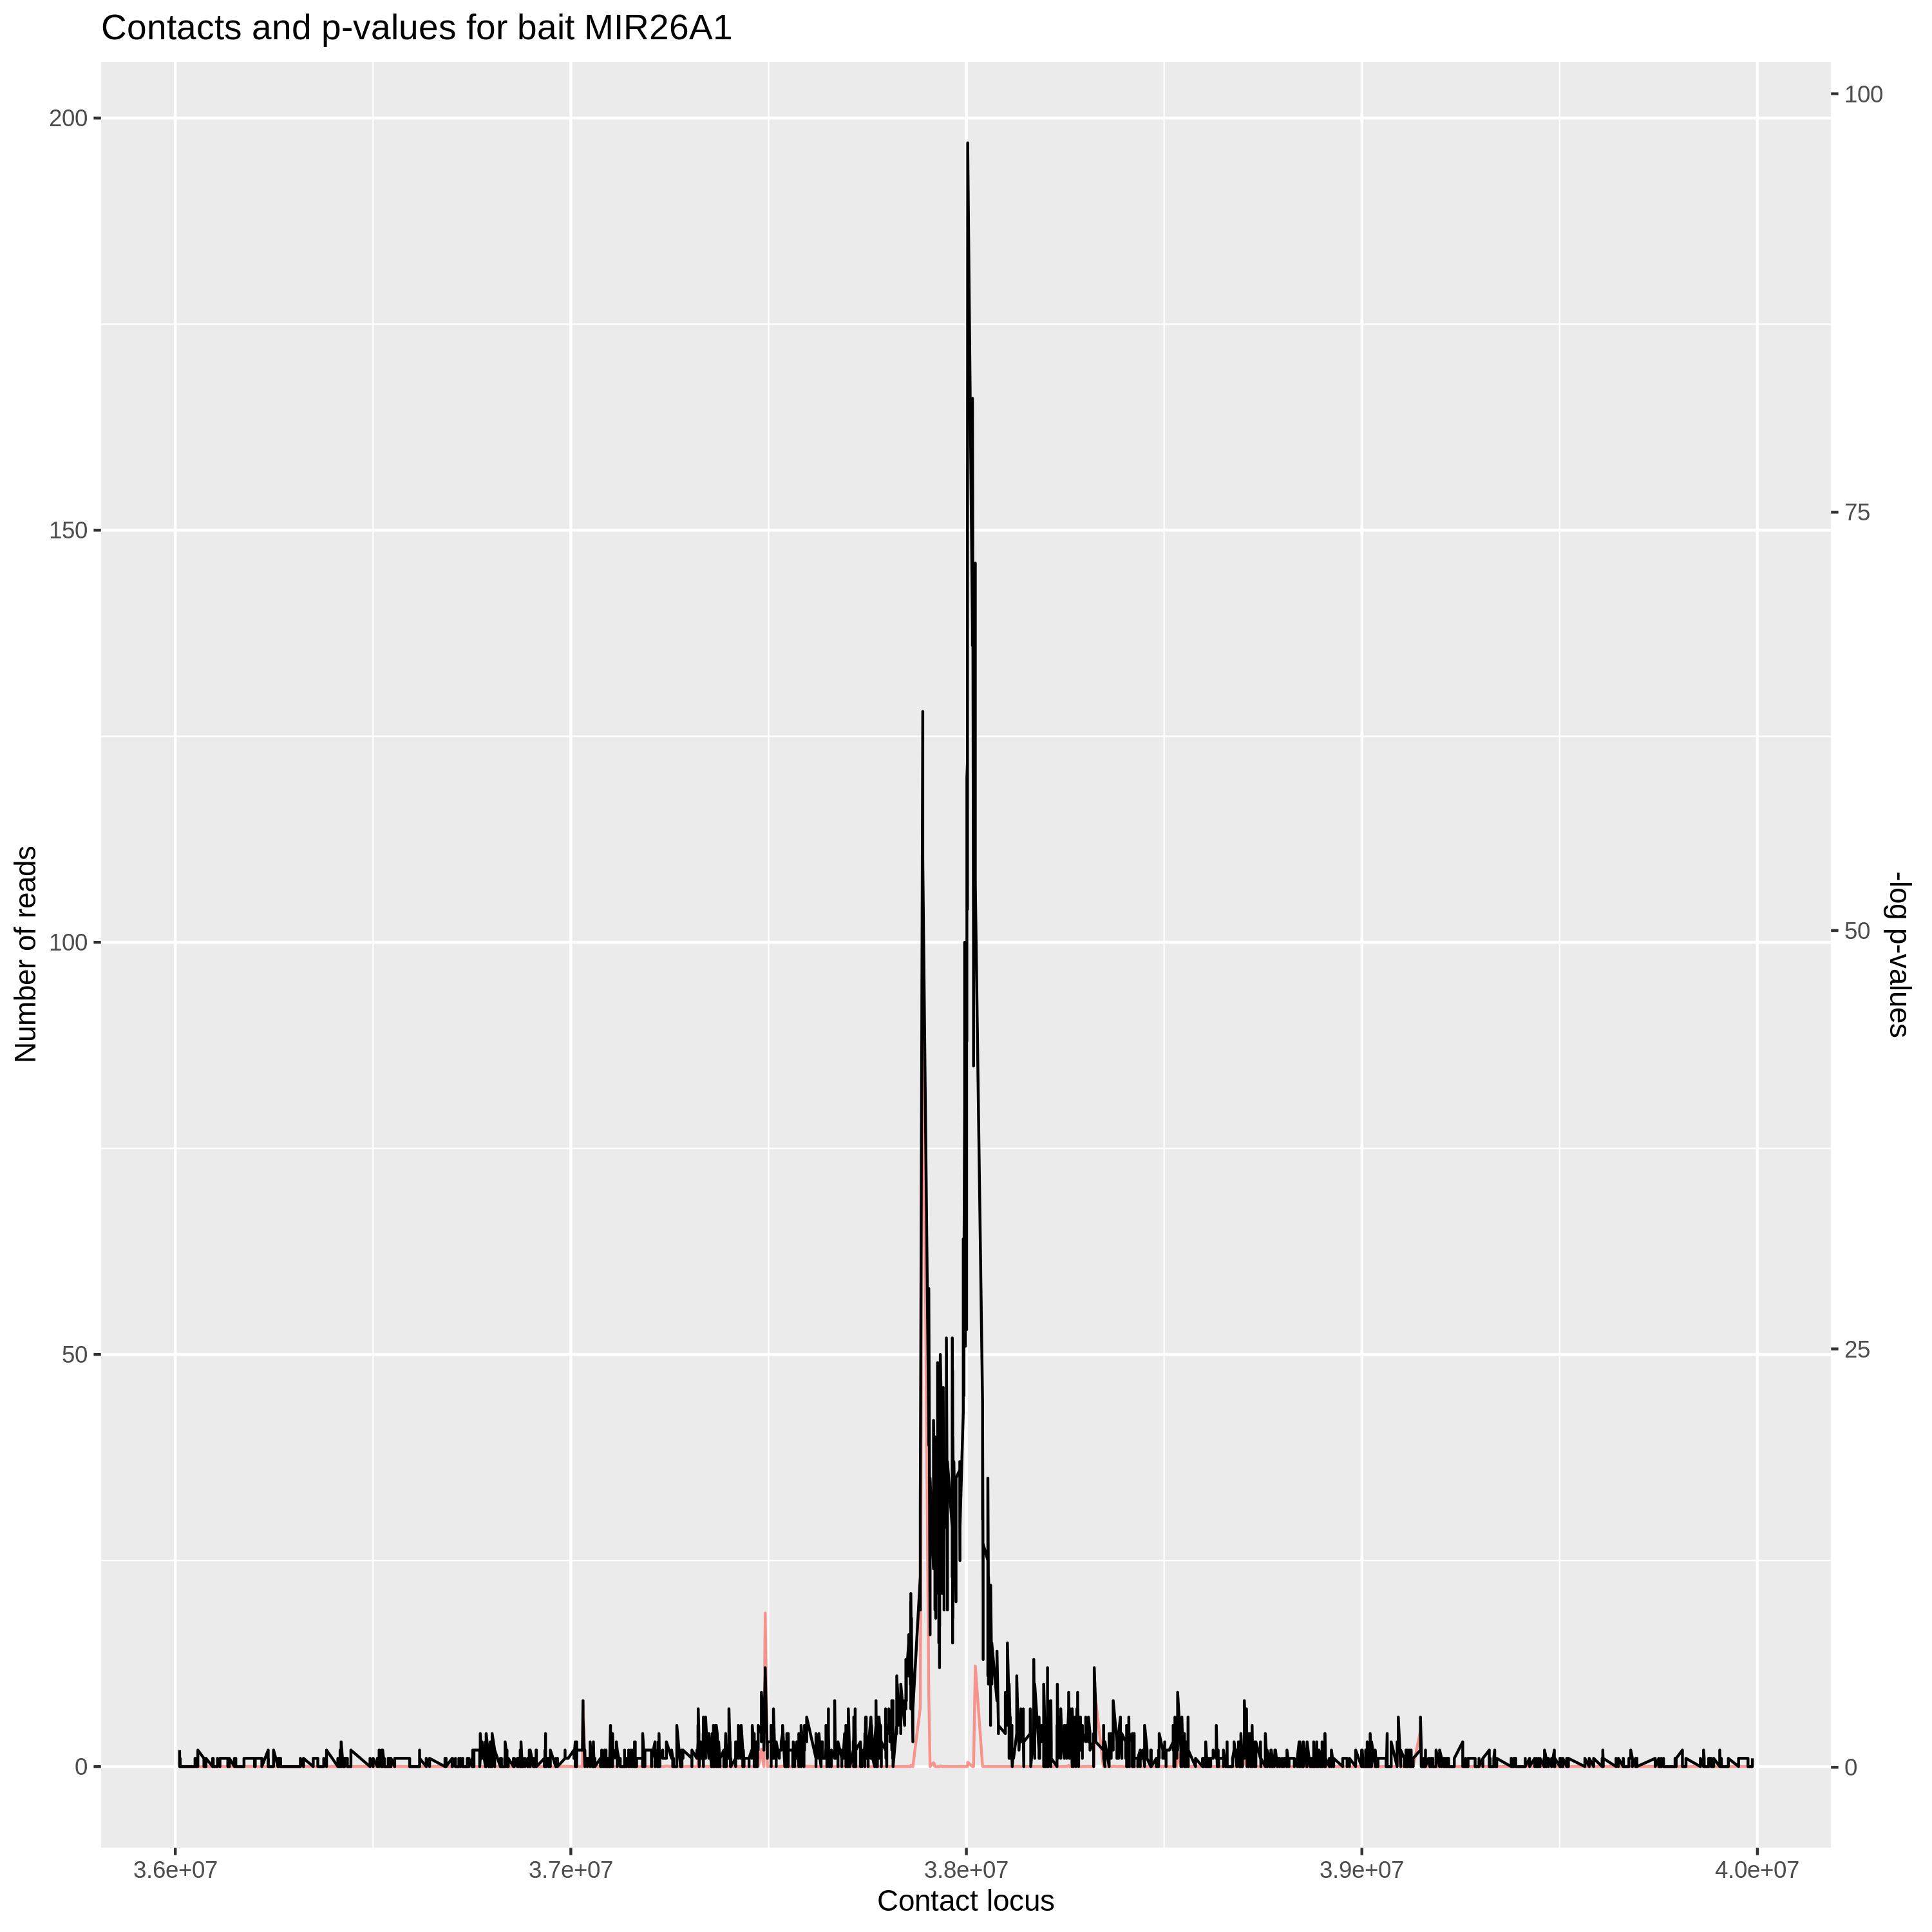 Contacts and p-values for bait MIR26A1
200
150
100
50
0
Number of reads
100
75
50
25
0
-log p-values
3.6e+07 3.7e+07 3.8e+07 3.9e+07 4.0e+07
Contact locus